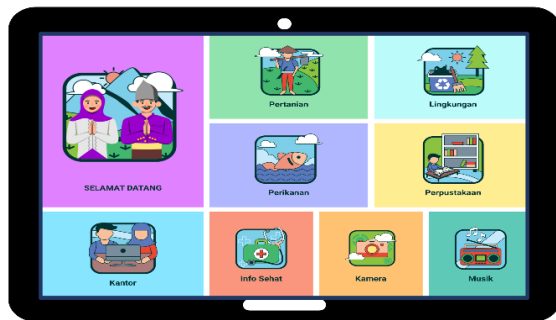 SELAMAT DATANG
Pertanian
Lingkungan
Perikanan
Perpustakaan
Kantor
Info Sehat
Kamera
Musik